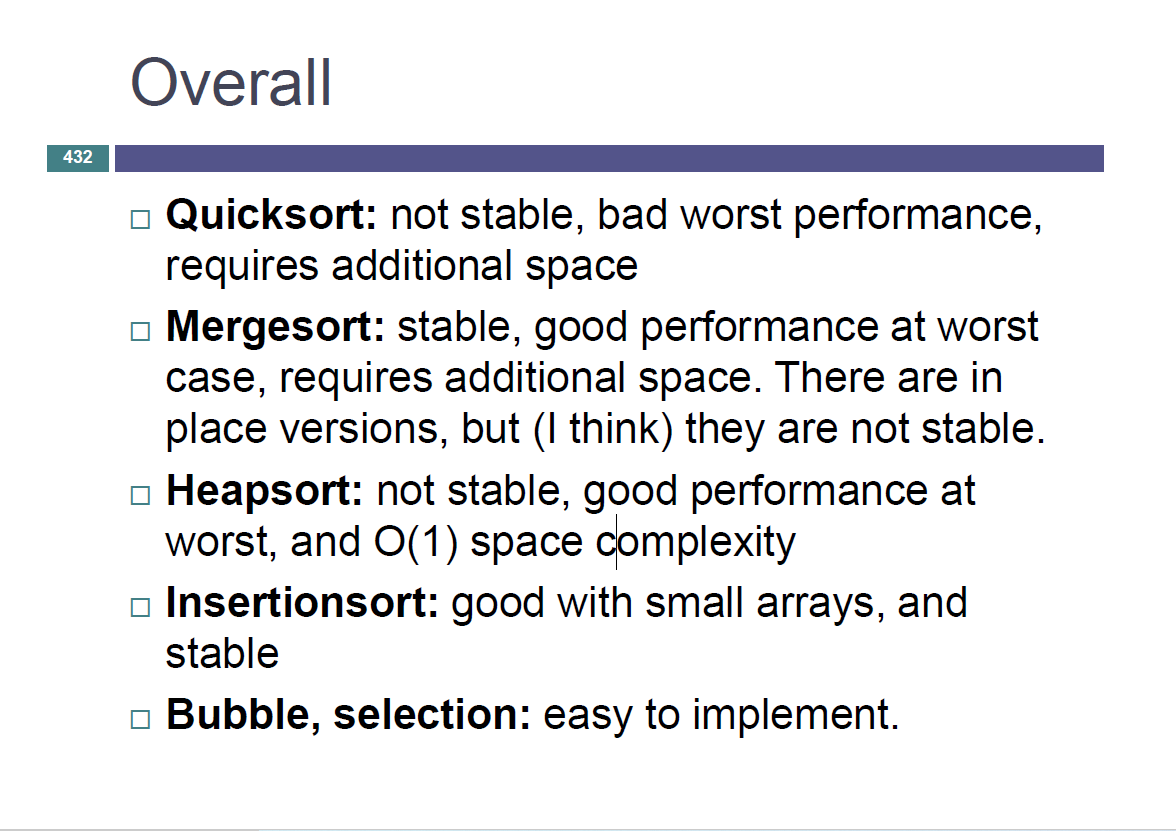 Overall
432
Quicksort: not stable, bad worst performance,
requires additional space
Mergesort: stable, good performance at worst
case, requires additional space. There are in
place versions, but (I think) they are not stable.
Heapsort: not stable, good performance at
worst, and O(1) space complexity
Insertionsort: good with small arrays, and
stable
Bubble, selection: easy to implement.